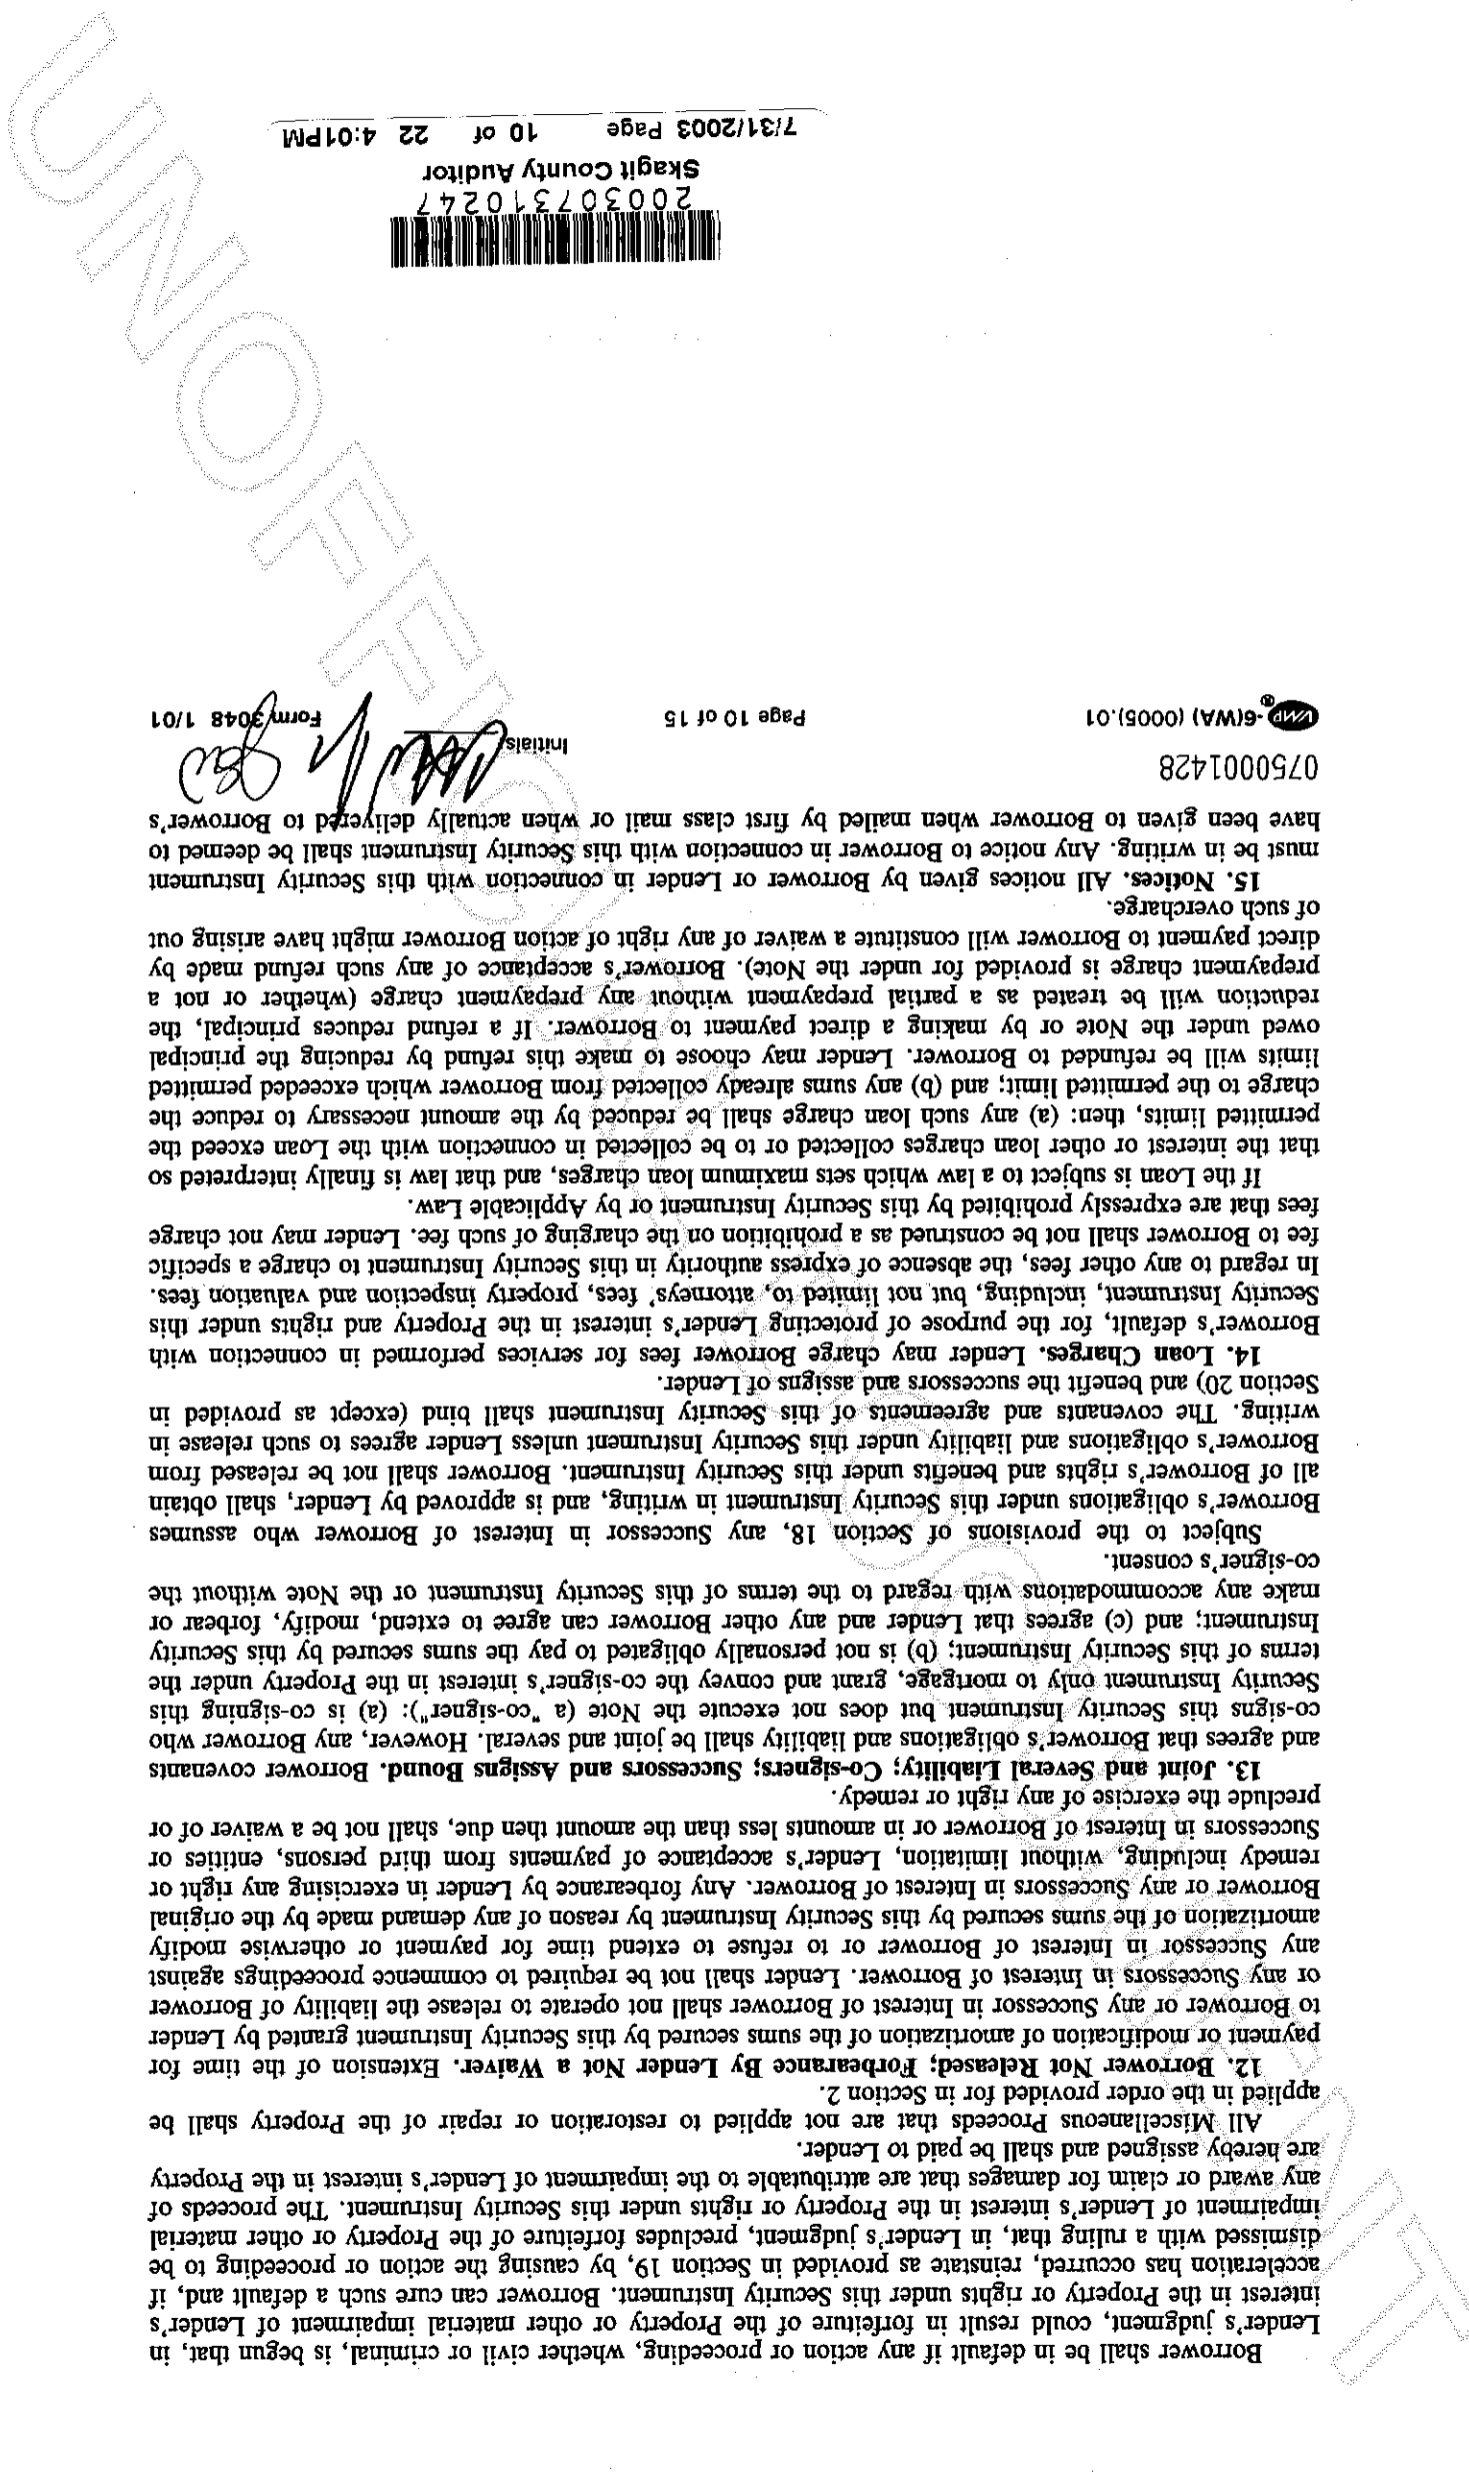 Borrower shall be in default if any action or proceeding, whether civil or criminal, is begun that, in
Lender's judgment, could result in forfeiture of the Property or other material impairment of Lender's
interest in the Property or rights under this Security Instrument. Borrower can cure such a default and, if
acceleration has occurred, reinstate as provided in Section 19, by causing the action or proceeding to be
dismissed with a ruling that, in Lender's judgment, precludes forfeiture of the Property or other material
impairment of Lender's interest in the Property or rights under this Security Instrument. The proceeds of
any award or claim for damages that are attributable to the impairment of Lender's interest in the Property
are hereby assigned and shall be paid to Lender.
All Miscellaneous Proceeds that are not applied to restoration or repair of the Property shall be
applied in the order provided for in Section 2.
12. Borrower Not Released; Forbearance By Lender Not a Waiver. Extension of the time for
payment or modification of amortization of the sums secured by this Security Instrument granted by Lender
to Borrower or any Successor in Interest of Borrower shall not operate to release the liability of Borrower
or any Successors in Interest of Borrower. Lender shall not be required to commence proceedings against
any Successor in Interest of Borrower or to refuse to extend time for payment or otherwise modify
amortization of the sums secured by this Security Instrument by reason of any demand made by the original
Borrower or any Successors in Interest of Borrower. Any forbearance by Lender in exercising any right or
remedy including, without limitation, Lender's acceptance of payments from third persons, entities or
Successors in Interest of Borrower or in amounts less than the amount then due, shall not be a waiver of or
preclude the exercise of any right or remedy.
13. Joint and Several Liability; Co-signers; Successors and Assigns Bound. Borrower covenants
and agrees that Borrower's obligations and liability shall be joint and several. However, any Borrower who
co-signs this Security Instrument but does not execute the Note (a "co-signer"): (a) is co-signing this
Security Instrument only to mortgage, grant and convey the co-signer's interest in the Property under the
terms of this Security Instrument; (b) is not personally obligated to pay the sums secured by this Security
Instrument; and (c) agrees that Lender and any other Borrower can agree to extend, modify, forbear or
make any accommodations with regard to the terms of this Security Instrument or the Note without the
co-signer's consent.
Subject to the provisions of Section 18, any Successor in Interest of Borrower who assumes
Borrower's obligations under this Security Instrument in writing, and is approved by Lender, shall obtain
all of Borrower's rights and benefits under this Security Instrument. Borrower shall not be released from
Borrower's obligations and liability under this Security Instrument unless Lender agrees to such release in
writing. The covenants and agreements of this Security Instrument shall bind (except as provided in
Section 20) and benefit the successors and assigns of Lender.
14. Loan Charges. Lender may charge Borrower fees for services performed in connection with
Borrower's default, for the purpose of protecting Lender's interest in the Property and rights under this
Security Instrument, including, but not limited to, attorneys' fees, property inspection and valuation fees.
In regard to any other fees, the absence of express authority in this Security Instrument to charge a specific
fee to Borrower shall not be construed as a prohibition on the charging of such fee. Lender may not charge
fees that are expressly prohibited by this Security Instrument or by Applicable Law.
If the Loan is subject to a law which sets maximum loan charges, and that law is finally interpreted so
that the interest or other loan charges collected or to be collected in connection with the Loan exceed the
permitted limits, then: (a) any such loan charge shall be reduced by the amount necessary to reduce the
charge to the permitted limit; and (b) any sums already collected from Borrower which exceeded permitted
limits will be refunded to Borrower. Lender may choose to make this refund by reducing the principal
owed under the Note or by making a direct payment to Borrower. If a refund reduces principal, the
reduction will be treated as a partial prepayment without any prepayment charge (whether or not a
prepayment charge is provided for under the Note). Borrower's acceptance of any such refund made by
direct payment to Borrower will constitute a waiver of any right of action Borrower might have arising out
of such overcharge.
15. Notices. All notices given by Borrower or Lender in connection with this Security Instrument
must be in writing. Any notice to Borrower in connection with this Security Instrument shall be deemed to
have been given to Borrower when mailed by first class mail or when actually delivered to Borrower's
0750001428
Initials
VMP®-6(WA) (0005).01 Page 10 of 15 Form 3048 1/01
200307310247
Skagit County Auditor
7/31/2003 Page 10 of 22 4:01PM
UNOFFICIAL DOCUMENT